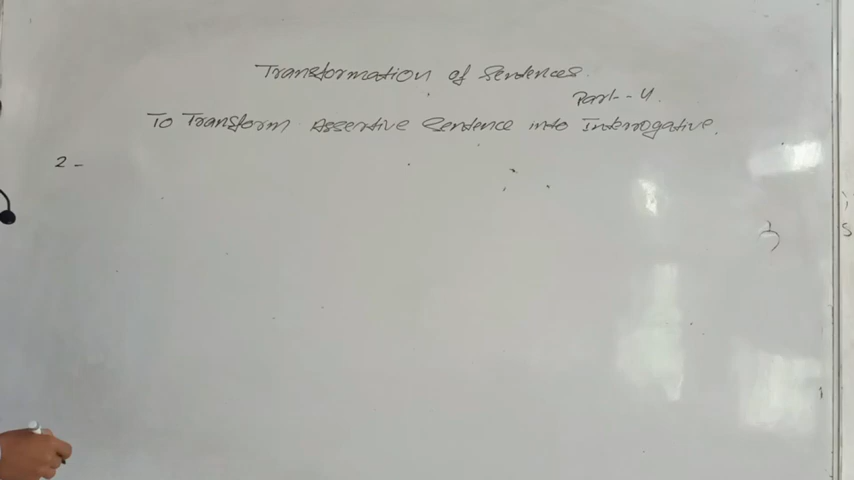 Transformation of Sentences.
Part - 4.
To Transform Assertive Sentence into Interrogative.
2 -